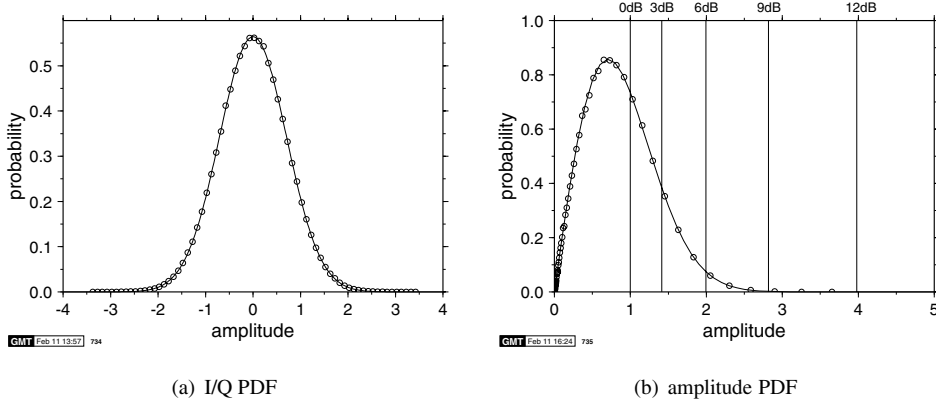 0dB 3dB 6dB 9dB 12dB
probability
0.5
0.4
0.3
0.2
0.1
0.0
-4 -3 -2 -1 0 1 2 3 4
amplitude
GMT Feb 11 13:57 734
(a) I/Q PDF
probability
1.0
0.8
0.6
0.4
0.2
0.0
0 1 2 3 4 5
amplitude
GMT Feb 11 16:24 735
(b) amplitude PDF